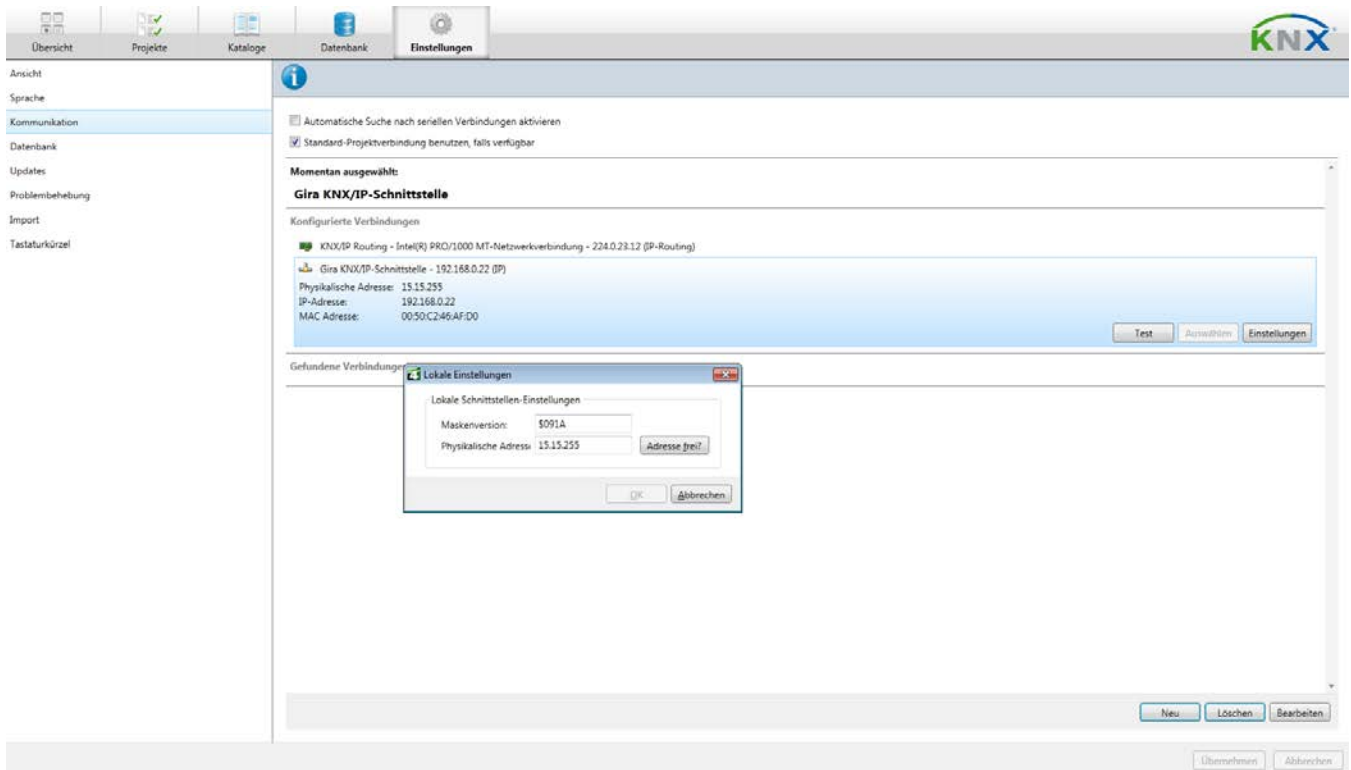 Übersicht
Projekte
Kataloge
Datenbank
Einstellungen
KNX
Ansicht
Sprache
Kommunikation
Datenbank
Updates
Problembehebung
Import
Tastaturkürzel
Automatische Suche nach seriellen Verbindungen aktivieren
Standard-Projektverbindung benutzen, falls verfügbar
Momentan ausgewählt:
Gira KNX/IP-Schnittstelle
Konfigurierte Verbindungen
KNX/IP Routing - Intel(R) PRO/1000 MT-Netzwerkverbindung - 224.0.23.12 (IP-Routing)
Gira KNX/IP-Schnittstelle - 192.168.0.22 (IP)
Physikalische Adresse: 15.15.255
IP-Adresse: 192.168.0.22
MAC Adresse: 00:50:C2:46:AF:D0
Test Auswählen Einstellungen
Gefundene Verbindunge
Lokale Einstellungen
Lokale Schnittstellen-Einstellungen
Maskenversion: $091A
Physikalische Adress 15.15.255 Adresse frei?
OK Abbrechen
Neu Löschen Bearbeiten
Übernehmen Abbrechen